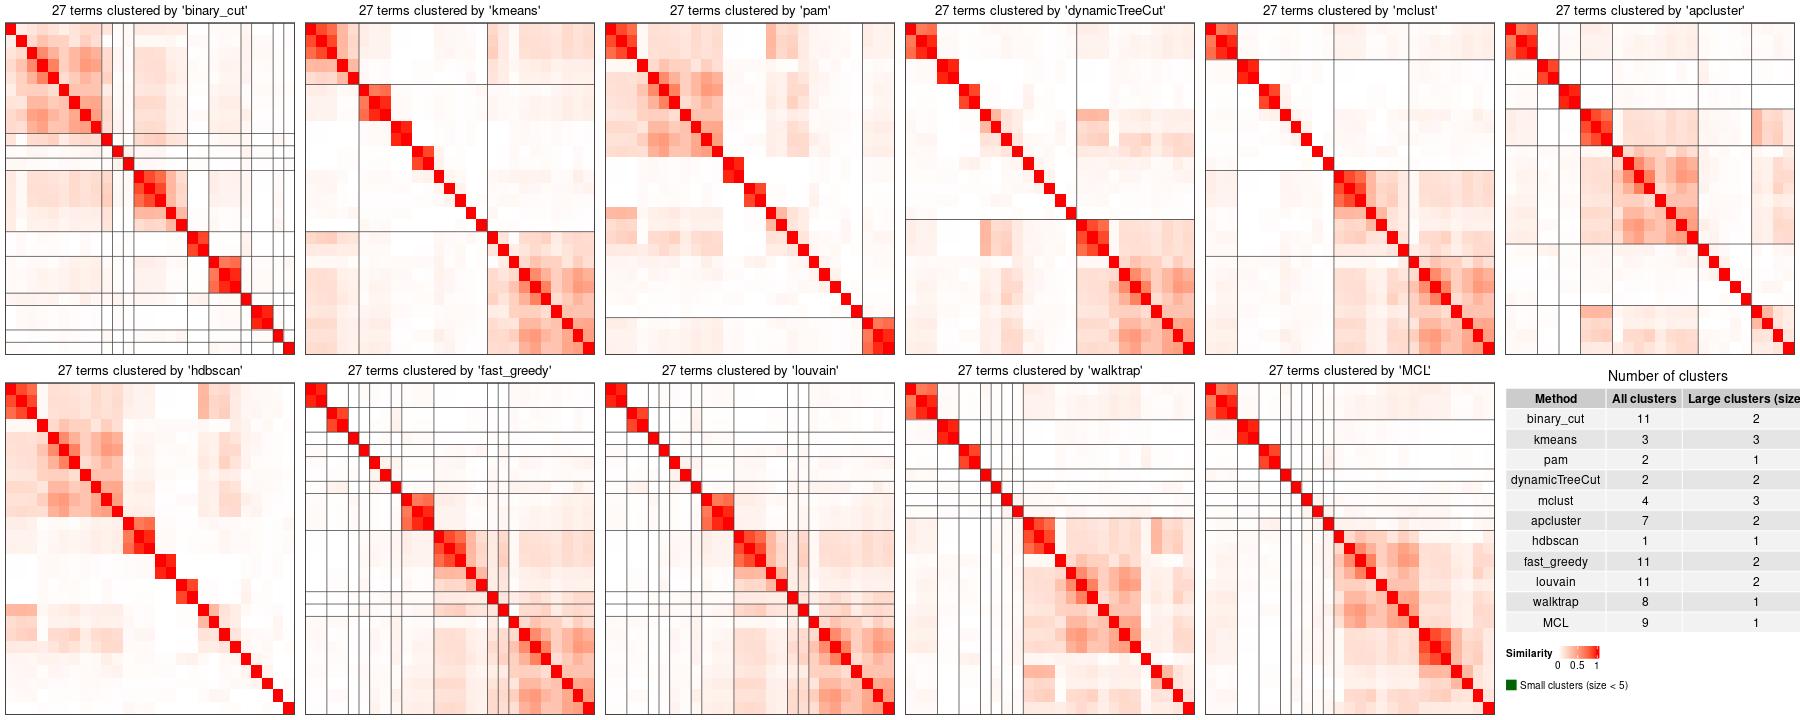 27 terms clustered by 'binary_cut'
27 terms clustered by 'kmeans'
27 terms clustered by 'pam'
27 terms clustered by 'dynamicTreeCut'
27 terms clustered by 'mclust'
27 terms clustered by 'apcluster'
27 terms clustered by 'hdbscan'
27 terms clustered by 'fast_greedy'
27 terms clustered by 'louvain'
27 terms clustered by 'walktrap'
27 terms clustered by 'MCL'
Number of clusters
Method All clusters Large clusters (size
binary_cut 11 2
kmeans 3 3
pam 2 1
dynamicTreeCut 2 2
mclust 4 3
apcluster 7 2
hdbscan 1 1
fast_greedy 11 2
louvain 11 2
walktrap 8 1
MCL 9 1
Similarity
0 0.5 1
Small clusters (size < 5)